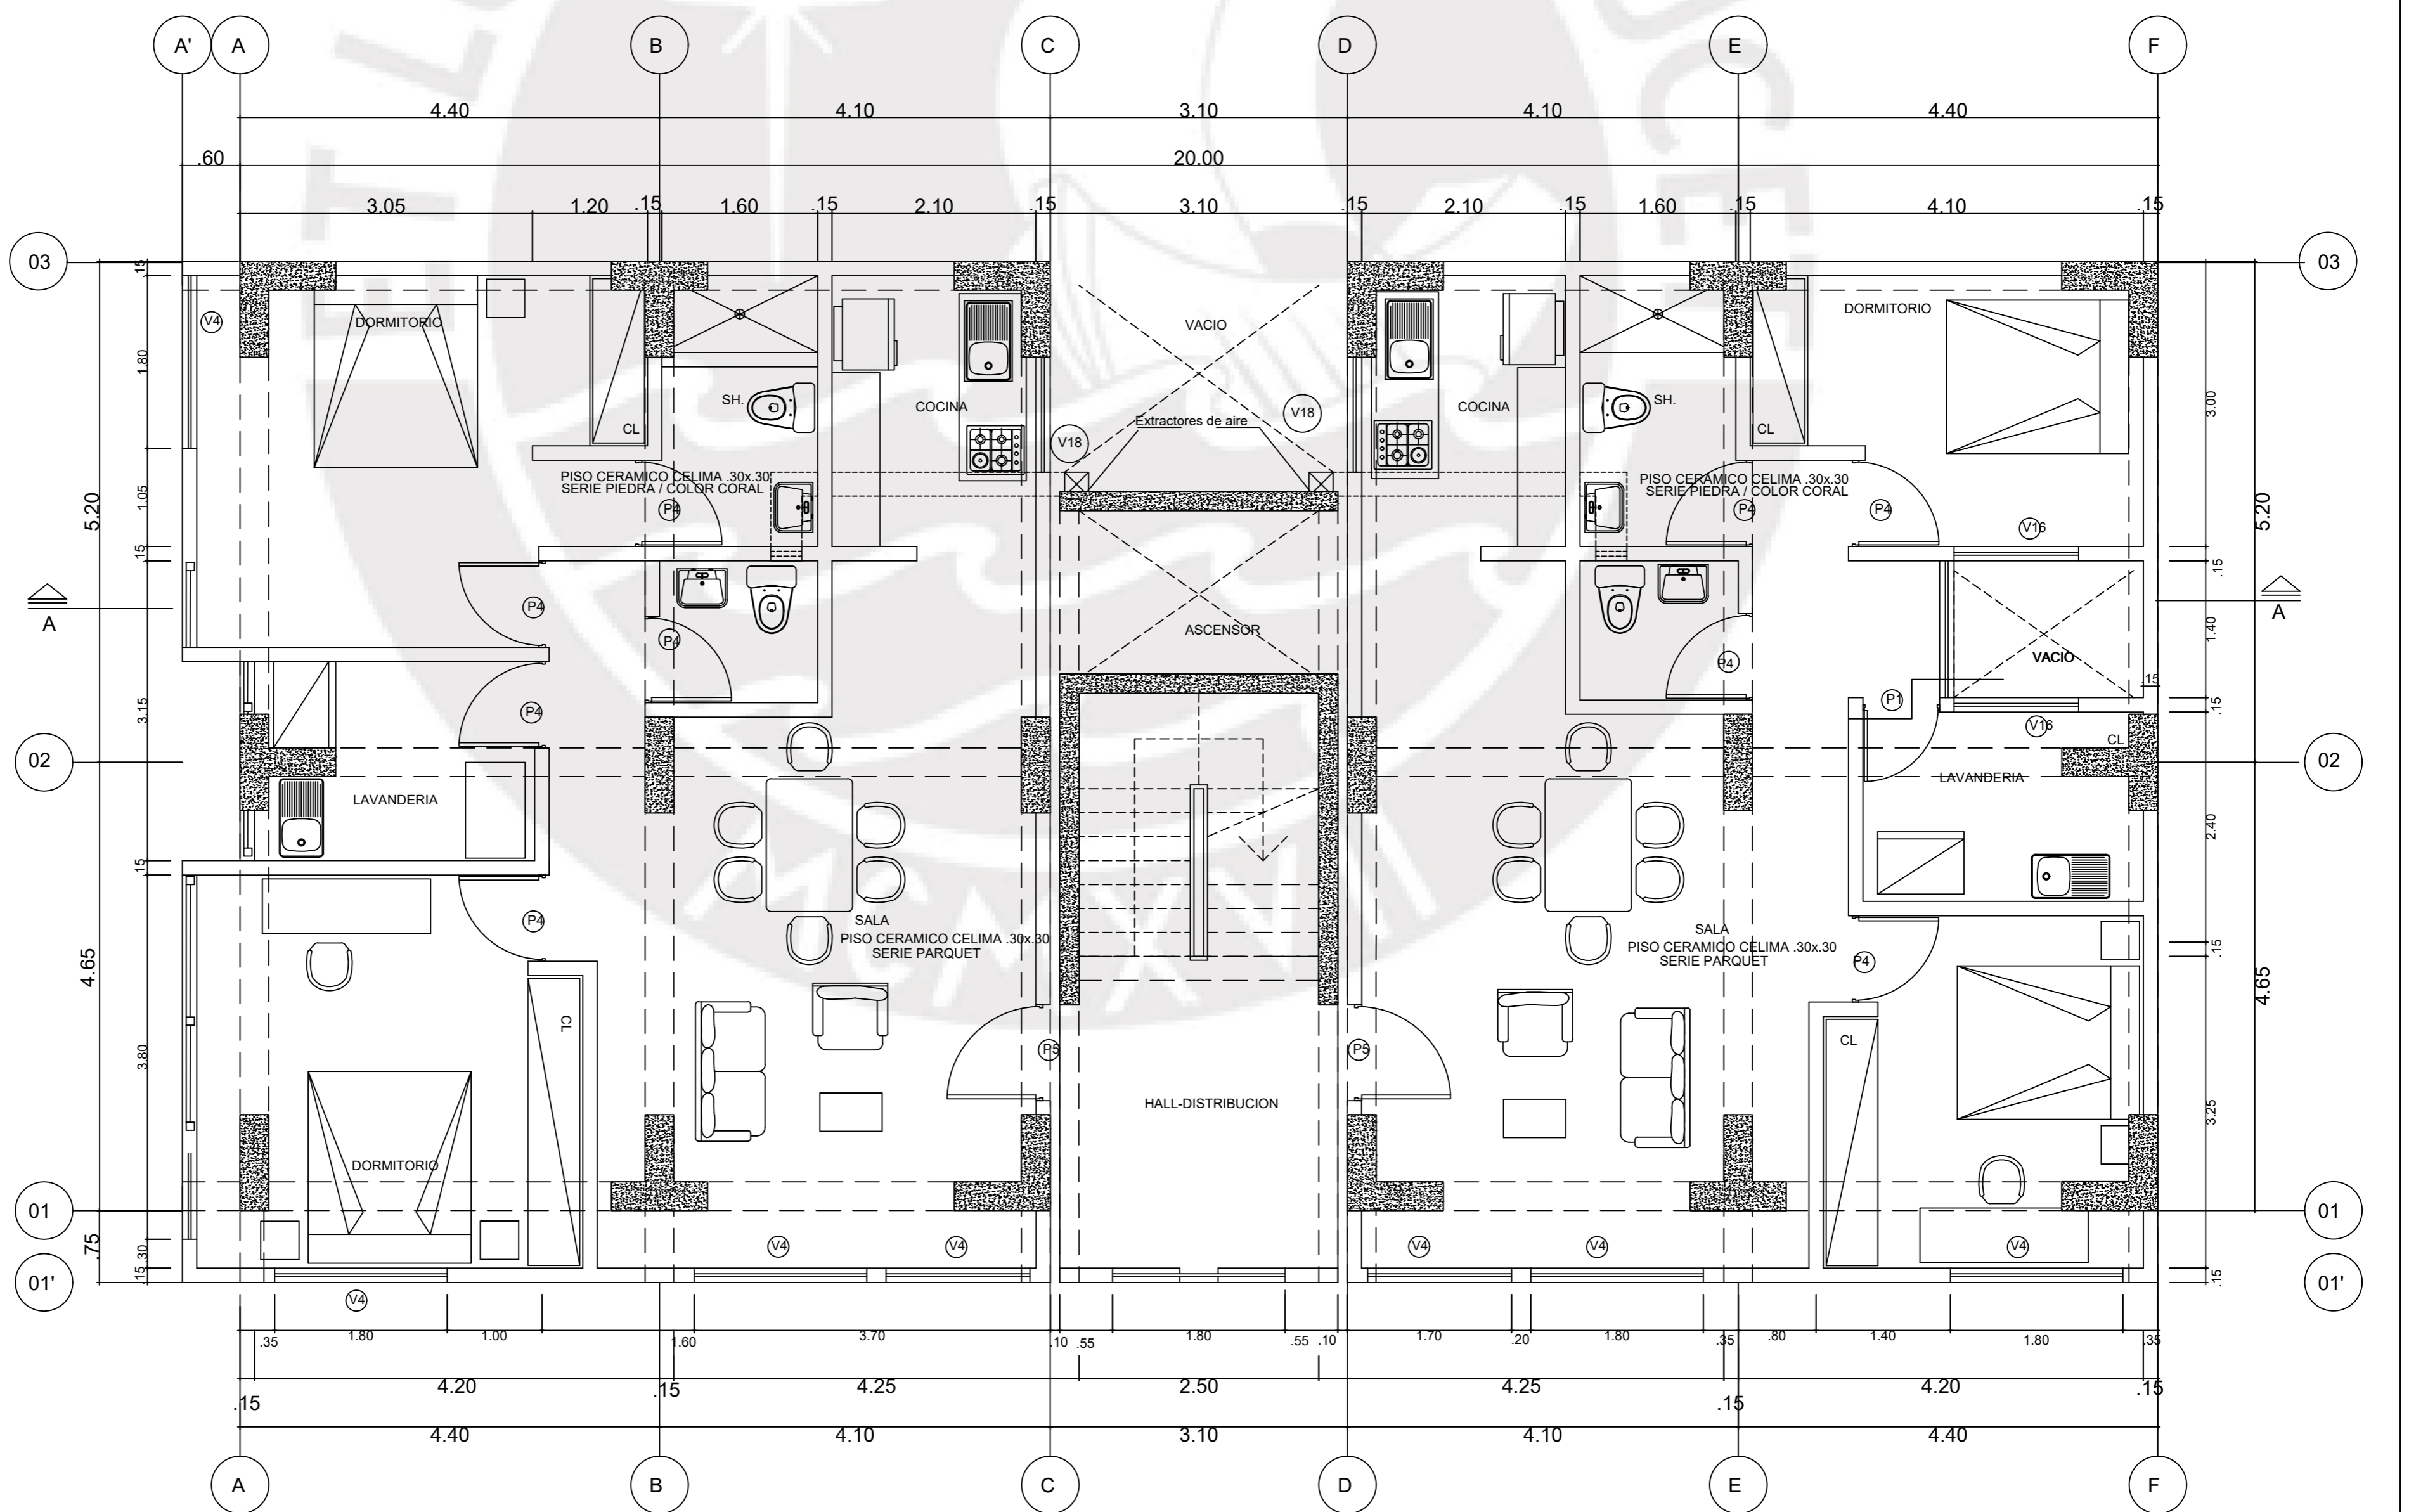 A' A B C D E F
4.40 4.10 3.10 4.10 4.40
.60 20.00
3.05 1.20 .15 1.60 .15 2.10 .15 3.10 .15 2.10 .15 1.60 .15 4.10 .15
03 03
15
V4
DORMITORIO
VACIO
DORMITORIO
1.80
SH.
COCINA
COCINA
SH.
3.00
CL
V18
Extractores de aire
V18
CL
PISO CERAMICO CELIMA .30x.30
SERIE PIEDRA / COLOR CORAL
PISO CERAMICO CELIMA .30x.30
SERIE PIEDRA / COLOR CORAL
5.20
1.05
P4
P4
P4
V16
5.20
15
.15
A
P4
P4
ASCENSOR
P4
VACIO
1.40
A
3.15
P4
P1
.15
.15
V16
CL
02
LAVANDERIA
LAVANDERIA
02
2.40
15
P4
SALA
PISO CERAMICO CELIMA .30x.30
SERIE PARQUET
SALA
PISO CERAMICO CELIMA .30x.30
SERIE PARQUET
P4
.15
4.65
4.65
CL
CL
3.80
P5
P5
HALL-DISTRIBUCION
3.25
DORMITORIO
01 01
.75
.30
V4 V4 V4 V4 V4
15
.15
01' 01'
V4
.35 1.80 1.00 1.60 3.70 .10 .55 1.80 .55 .10 1.70 .20 1.80 .35 .80 1.40 1.80 .35
.15 4.20 .15 4.25 2.50 4.25 .15 4.20 .15
4.40 4.10 3.10 4.10 4.40
A B C D E F
MCMXVII